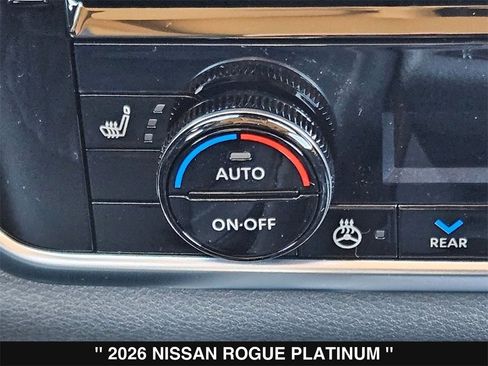 AUTO
ON·OFF
REAR
" 2026 NISSAN ROGUE PLATINUM "